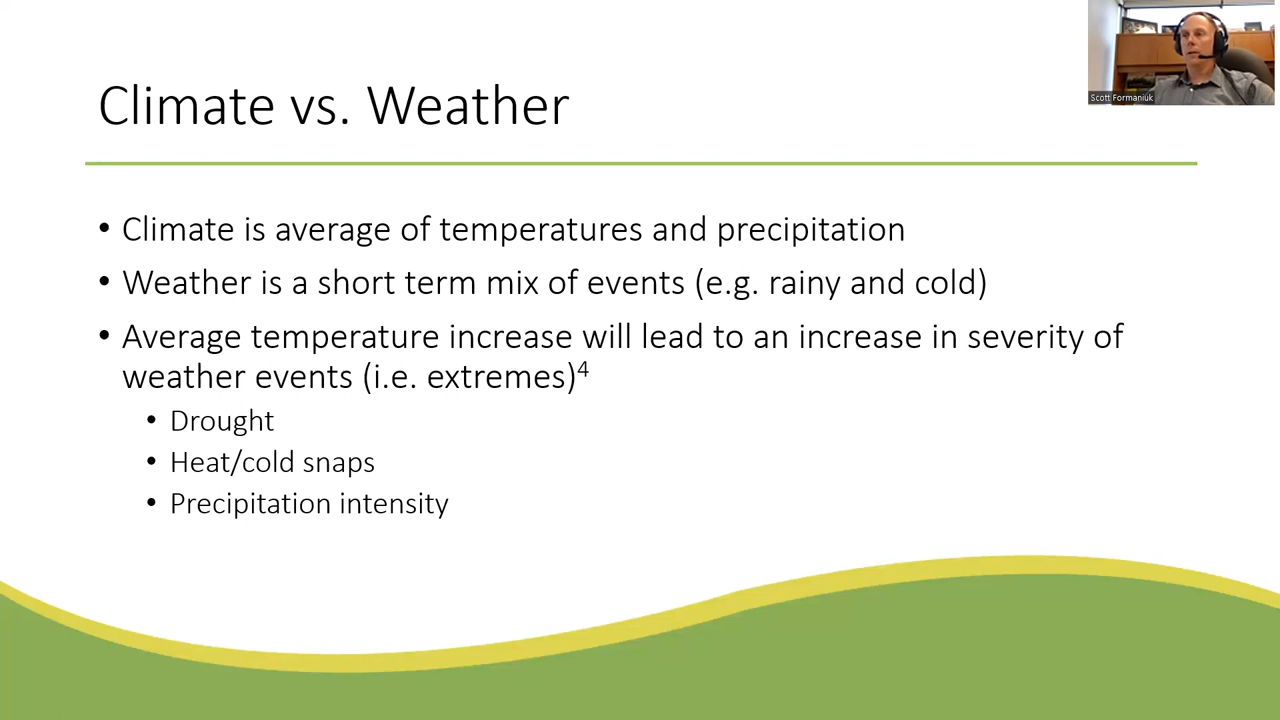 Scott Formaniuk
Climate vs. Weather
• Climate is average of temperatures and precipitation
• Weather is a short term mix of events (e.g. rainy and cold)
• Average temperature increase will lead to an increase in severity of
weather events (i.e. extremes)⁴
• Drought
• Heat/cold snaps
• Precipitation intensity